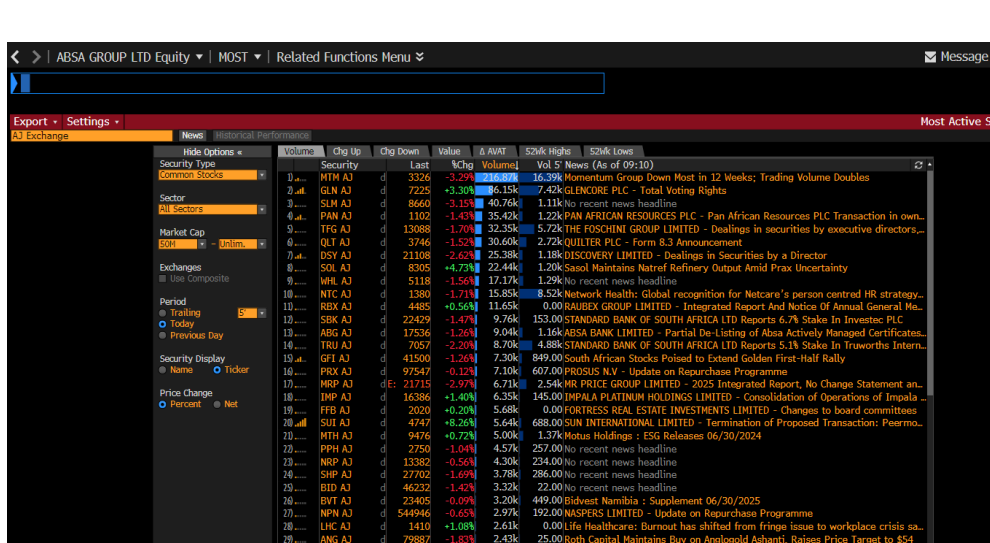 ABSA GROUP LTD Equity ▾ | MOST ▾ | Related Functions Menu Message
Export Settings Most Active S
AJ Exchange News Historical Performance
Hide Options «
Security Type
Common Stocks
Sector
All Sectors
Market Cap
50M - Unlim.
Exchanges
Use Composite
Period
Trailing 5'
Today
Previous Day
Security Display
Name Ticker
Price Change
Percent Net
Volume Chg Up Chg Down Value Δ AVAT 52Wk Highs 52Wk Lows
Security Last %Chg Volume↓ Vol 5' News (As of 09:10)
1) MTM AJ d 3326 -3.29% 216.87k 16.39k Momentum Group Down Most in 12 Weeks; Trading Volume Doubles
2) GLN AJ d 7225 +3.30% 86.15k 7.42k GLENCORE PLC - Total Voting Rights
3) SLM AJ d 8660 -3.15% 40.76k 1.11k No recent news headline
4) PAN AJ d 1102 -1.43% 35.42k 1.22k PAN AFRICAN RESOURCES PLC - Pan African Resources PLC Transaction in own…
5) TFG AJ d 13088 -1.70% 32.35k 5.72k THE FOSCHINI GROUP LIMITED - Dealings in securities by executive directors,…
6) QLT AJ d 3746 -1.52% 30.60k 2.72k QUILTER PLC - Form 8.3 Announcement
7) DSY AJ d 21108 -2.62% 25.38k 1.18k DISCOVERY LIMITED - Dealings in Securities by a Director
8) SOL AJ d 8305 +4.73% 22.44k 1.20k Sasol Maintains Natref Refinery Output Amid Prax Uncertainty
9) WHL AJ d 5118 -1.56% 17.17k 1.29k No recent news headline
10) NTC AJ d 1380 -1.71% 15.85k 8.52k Network Health: Global recognition for Netcare's person centred HR strategy…
11) RBX AJ d 4485 +0.56% 11.65k 0.00 RAUBEX GROUP LIMITED - Integrated Report And Notice Of Annual General Me…
12) SBK AJ d 22429 -1.47% 9.76k 153.00 STANDARD BANK OF SOUTH AFRICA LTD Reports 6.7% Stake In Investec PLC
13) ABG AJ d 17536 -1.26% 9.04k 1.16k ABSA BANK LIMITED - Partial De-Listing of Absa Actively Managed Certificates…
14) TRU AJ d 7057 -2.20% 8.70k 4.88k STANDARD BANK OF SOUTH AFRICA LTD Reports 5.1% Stake In Truworths Intern…
15) GFI AJ d 41500 -1.26% 7.30k 849.00 South African Stocks Poised to Extend Golden First-Half Rally
16) PRX AJ d 97547 -0.12% 7.10k 607.00 PROSUS N.V - Update on Repurchase Programme
17) MRP AJ d E: 21715 -2.97% 6.71k 2.54k MR PRICE GROUP LIMITED - 2025 Integrated Report, No Change Statement an…
18) IMP AJ d 16386 +1.40% 6.35k 145.00 IMPALA PLATINUM HOLDINGS LIMITED - Consolidation of Operations of Impala …
19) FFB AJ d 2020 +0.20% 5.68k 0.00 FORTRESS REAL ESTATE INVESTMENTS LIMITED - Changes to board committees
20) SUI AJ d 4747 +8.26% 5.64k 688.00 SUN INTERNATIONAL LIMITED - Termination of Proposed Transaction: Peermo…
21) MTH AJ d 9476 +0.72% 5.00k 1.37k Motus Holdings : ESG Releases 06/30/2024
22) PPH AJ d 2750 -1.04% 4.57k 257.00 No recent news headline
23) NRP AJ d 13382 -0.56% 4.30k 234.00 No recent news headline
24) SHP AJ d 27702 -1.69% 3.78k 286.00 No recent news headline
25) BID AJ d 46232 -1.42% 3.32k 22.00 No recent news headline
26) BVT AJ d 23405 -0.09% 3.20k 449.00 Bidvest Namibia : Supplement 06/30/2025
27) NPN AJ d 544946 -0.65% 2.97k 192.00 NASPERS LIMITED - Update on Repurchase Programme
28) LHC AJ d 1410 +1.08% 2.61k 0.00 Life Healthcare: Burnout has shifted from fringe issue to workplace crisis sa…
29) ANG AJ d 79887 -1.83% 2.43k 25.00 Roth Capital Maintains Buy on Anglogold Ashanti, Raises Price Target to $54